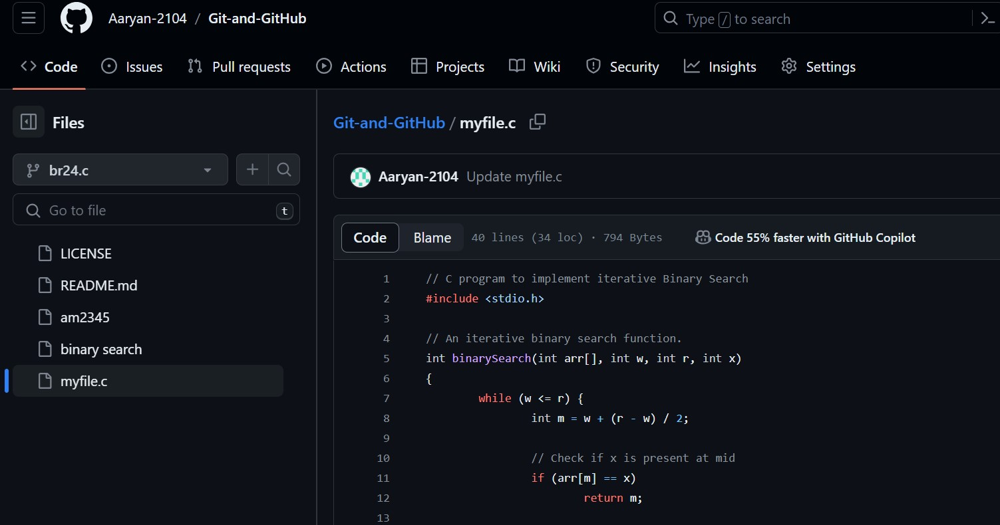 Aaryan-2104 / Git-and-GitHub
Type / to search
Code Issues Pull requests Actions Projects Wiki Security Insights Settings
Files
br24.c
Go to file t
LICENSE
README.md
am2345
binary search
myfile.c
Git-and-GitHub / myfile.c
Aaryan-2104 Update myfile.c
Code Blame 40 lines (34 loc) · 794 Bytes Code 55% faster with GitHub Copilot
1 // C program to implement iterative Binary Search
2 #include <stdio.h>
3
4 // An iterative binary search function.
5 int binarySearch(int arr[], int w, int r, int x)
6 {
7 while (w <= r) {
8 int m = w + (r - w) / 2;
9
10 // Check if x is present at mid
11 if (arr[m] == x)
12 return m;
13